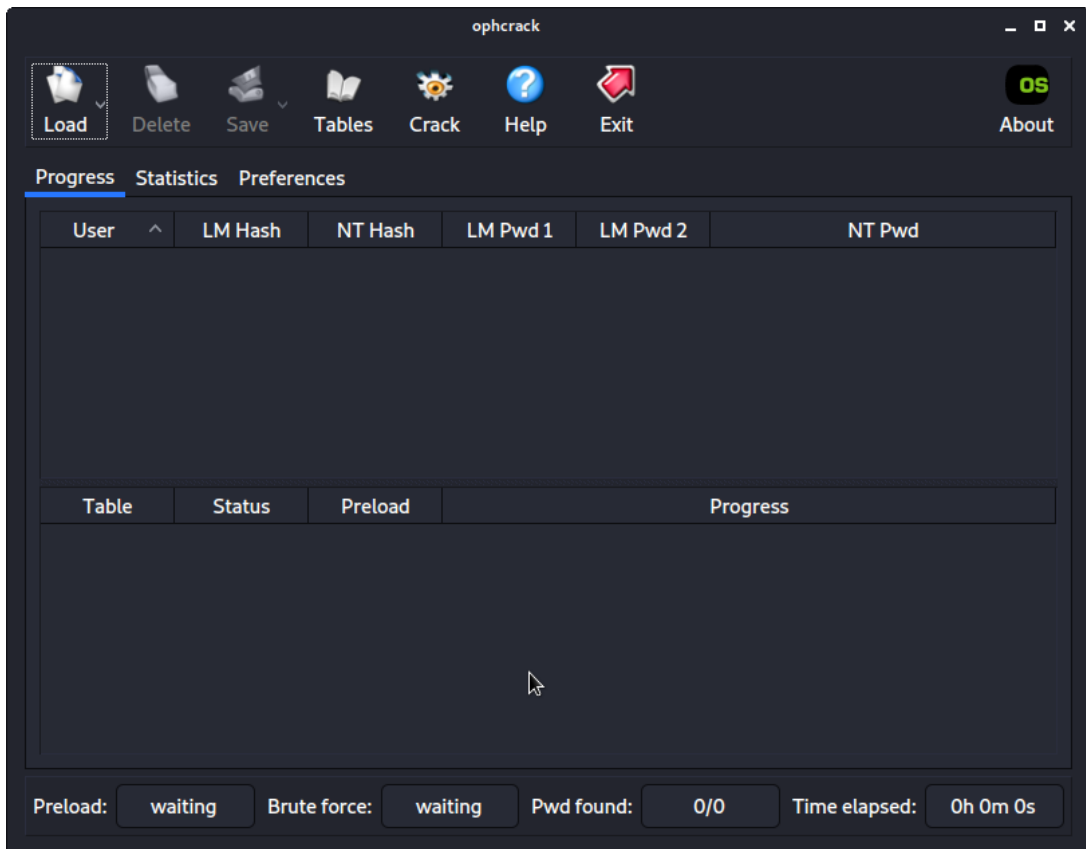 ophcrack
Load Delete Save Tables Crack Help Exit OS About
Progress Statistics Preferences
User LM Hash NT Hash LM Pwd 1 LM Pwd 2 NT Pwd
Table Status Preload Progress
Preload: waiting Brute force: waiting Pwd found: 0/0 Time elapsed: 0h 0m 0s